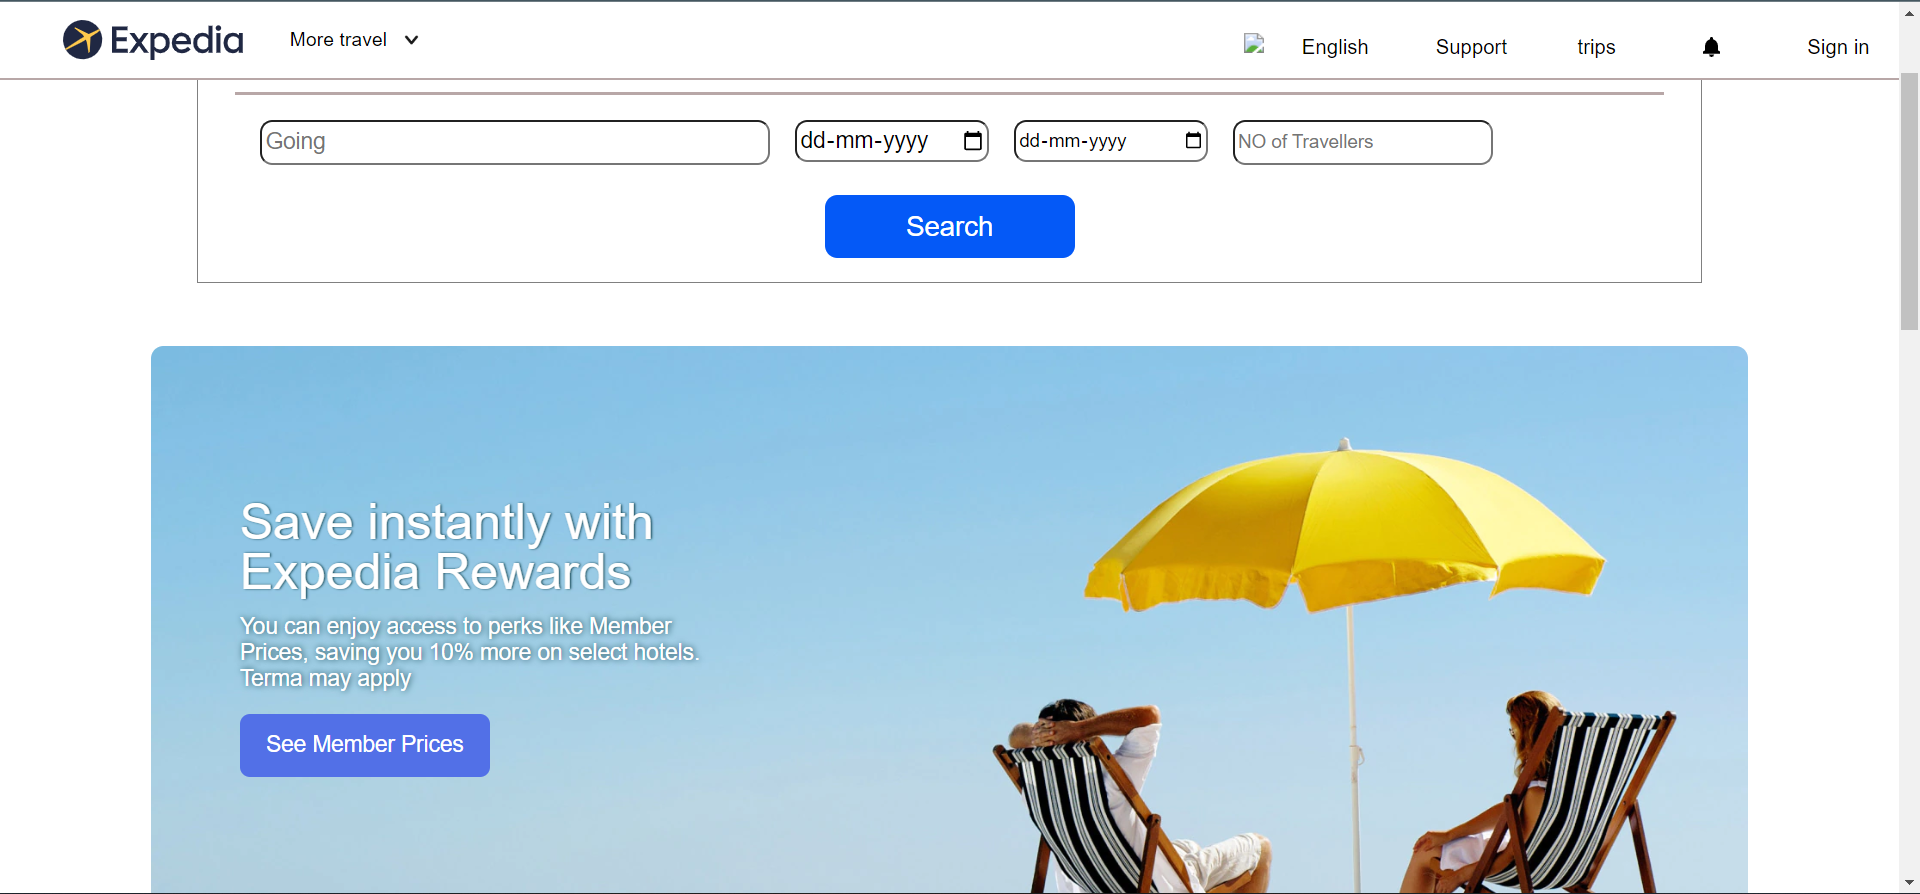 Expedia More travel English Support trips Sign in
Going dd-mm-yyyy dd-mm-yyyy NO of Travellers
Search
Save instantly with
Expedia Rewards
You can enjoy access to perks like Member
Prices, saving you 10% more on select hotels.
Terma may apply
See Member Prices